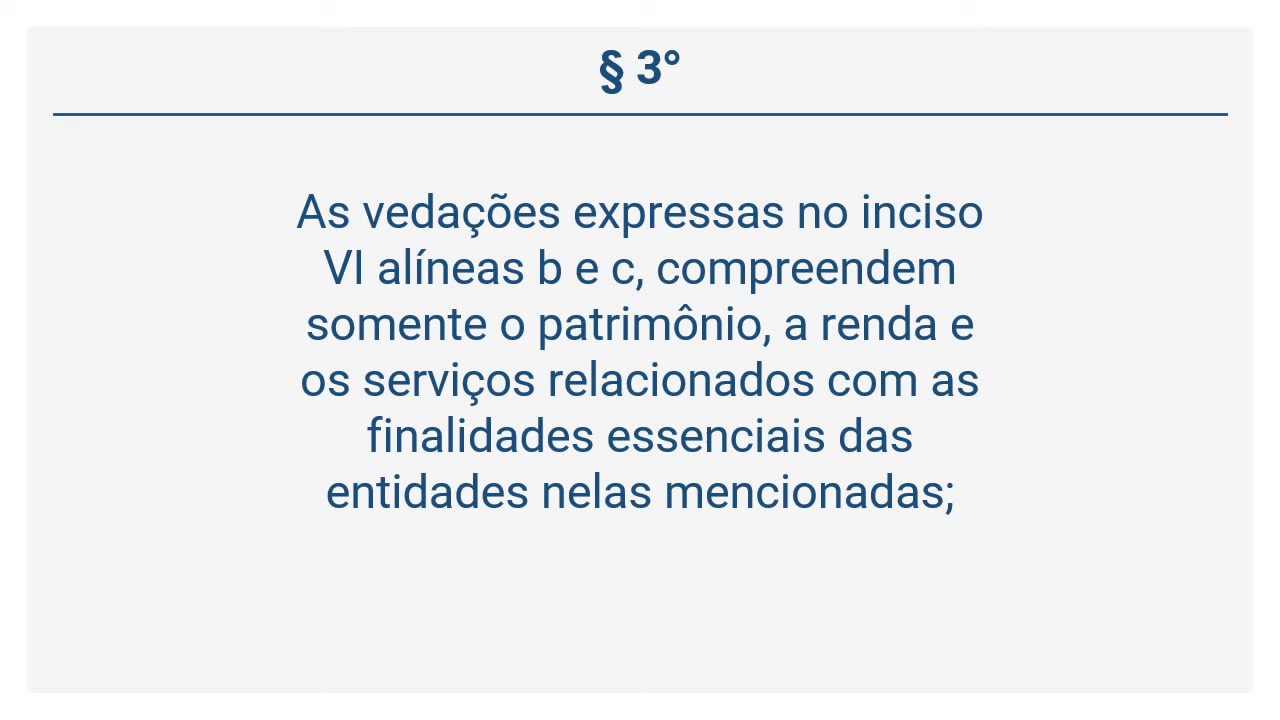 § 3°
As vedações expressas no inciso
VI alíneas b e c, compreendem
somente o patrimônio, a renda e
os serviços relacionados com as
finalidades essenciais das
entidades nelas mencionadas;